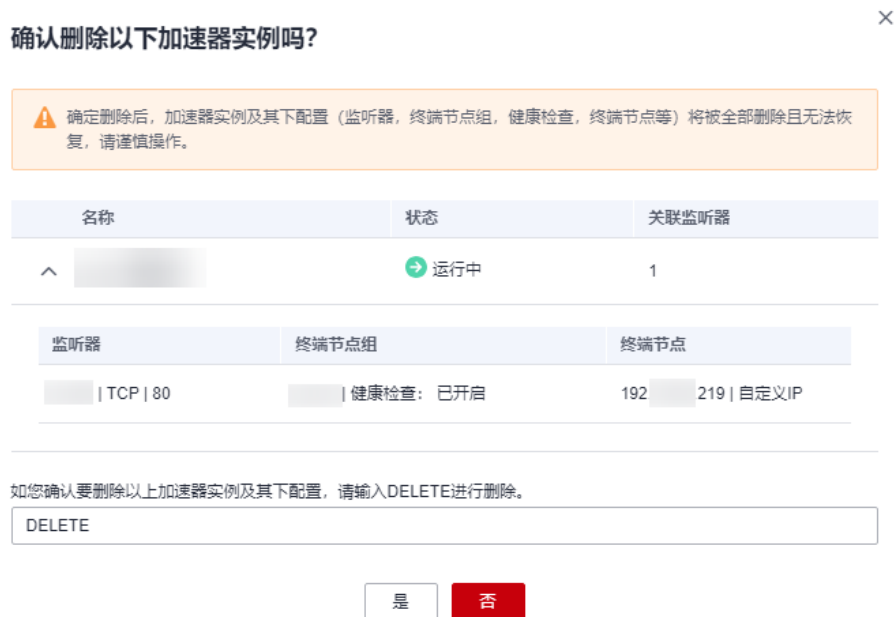 确认删除以下加速器实例吗?
确定删除后，加速器实例及其下配置（监听器，终端节点组，健康检查，终端节点等）将被全部删除且无法恢
复，请谨慎操作。
名称 状态 关联监听器
运行中 1
监听器 终端节点组 终端节点
| TCP | 80 | 健康检查： 已开启 192 219 | 自定义IP
如您确认要删除以上加速器实例及其下配置，请输入DELETE进行删除。
DELETE
是 否